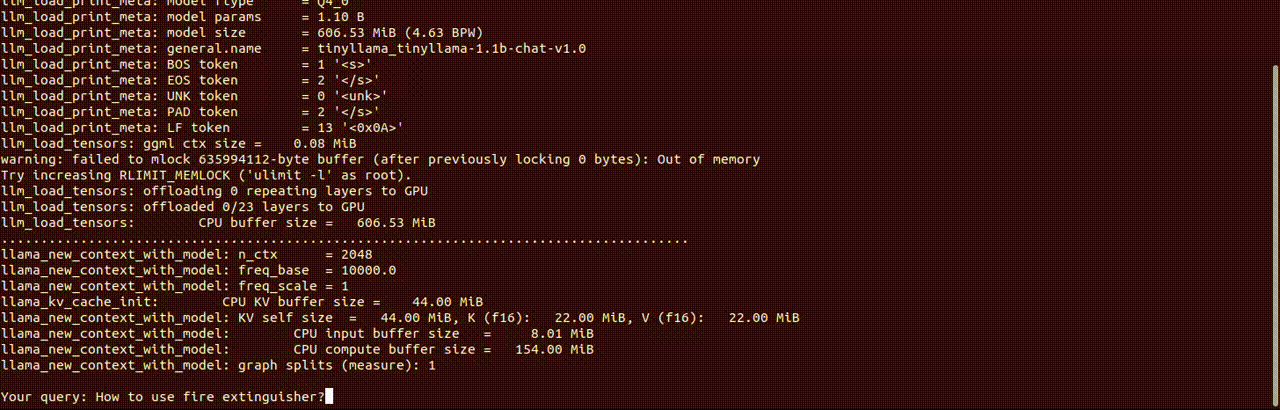 llm_load_print_meta: model ftype      = Q4_0
llm_load_print_meta: model params     = 1.10 B
llm_load_print_meta: model size       = 606.53 MiB (4.63 BPW)
llm_load_print_meta: general.name     = tinyllama_tinyllama-1.1b-chat-v1.0
llm_load_print_meta: BOS token        = 1 '<s>'
llm_load_print_meta: EOS token        = 2 '</s>'
llm_load_print_meta: UNK token        = 0 '<unk>'
llm_load_print_meta: PAD token        = 2 '</s>'
llm_load_print_meta: LF token         = 13 '<0x0A>'
llm_load_tensors: ggml ctx size =    0.08 MiB
warning: failed to mlock 635994112-byte buffer (after previously locking 0 bytes): Out of memory
Try increasing RLIMIT_MEMLOCK ('ulimit -l' as root).
llm_load_tensors: offloading 0 repeating layers to GPU
llm_load_tensors: offloaded 0/23 layers to GPU
llm_load_tensors:        CPU buffer size =   606.53 MiB
.......................................................................................
llama_new_context_with_model: n_ctx      = 2048
llama_new_context_with_model: freq_base  = 10000.0
llama_new_context_with_model: freq_scale = 1
llama_kv_cache_init:        CPU KV buffer size =    44.00 MiB
llama_new_context_with_model: KV self size  =   44.00 MiB, K (f16):   22.00 MiB, V (f16):   22.00 MiB
llama_new_context_with_model:        CPU input buffer size   =     8.01 MiB
llama_new_context_with_model:        CPU compute buffer size =   154.00 MiB
llama_new_context_with_model: graph splits (measure): 1
Your query: How to use fire extinguisher?